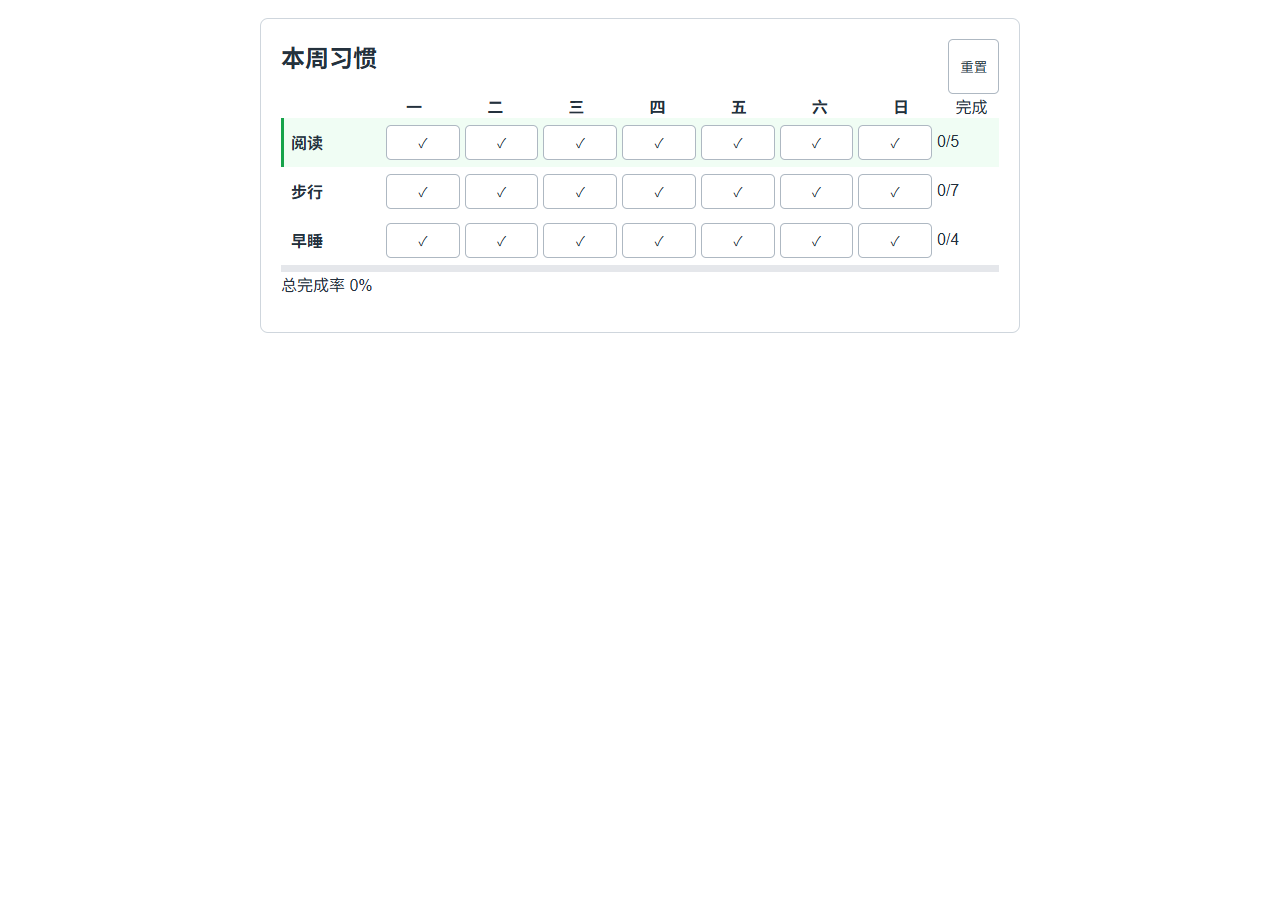 本周习惯
重置
一 二 三 四 五 六 日 完成
阅读 ✓ ✓ ✓ ✓ ✓ ✓ ✓ 0/5
步行 ✓ ✓ ✓ ✓ ✓ ✓ ✓ 0/7
早睡 ✓ ✓ ✓ ✓ ✓ ✓ ✓ 0/4
总完成率 0%